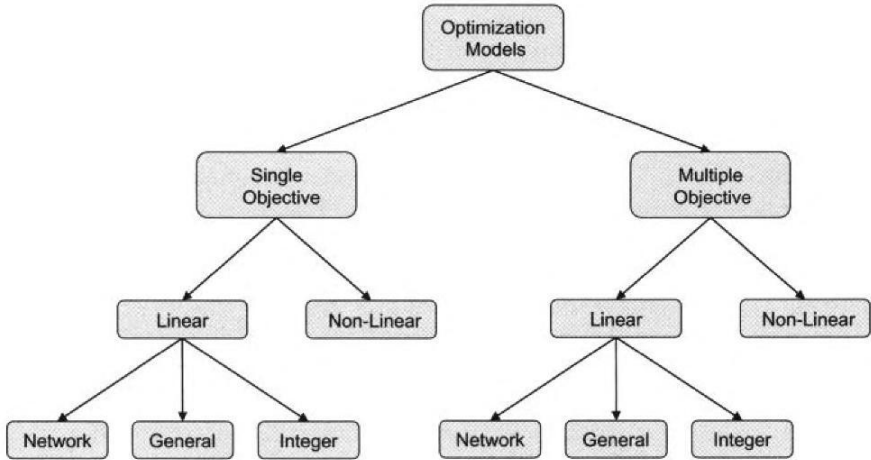 Optimization
Models
Single
Objective
Multiple
Objective
Linear
Non-Linear
Linear
Non-Linear
Network
General
Integer
Network
General
Integer